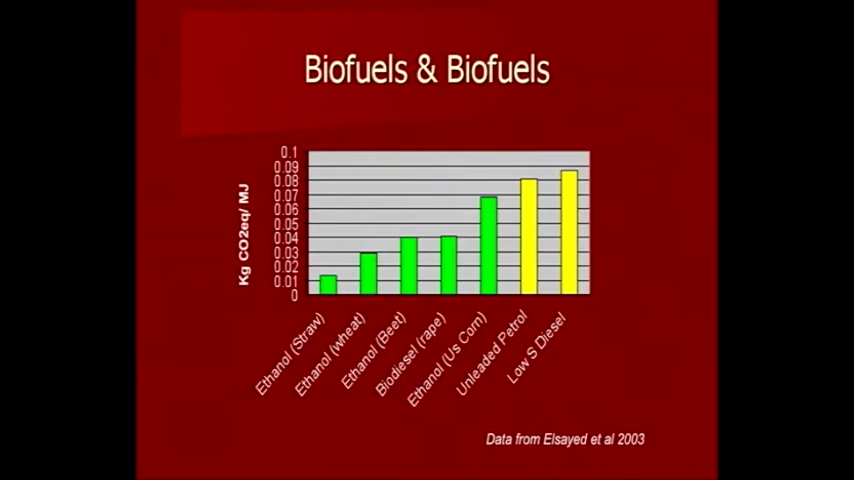 Biofuels & Biofuels
Kg CO2eq/ MJ
0.1
0.09
0.08
0.07
0.06
0.05
0.04
0.03
0.02
0.01
0
Ethanol (Straw)
Ethanol (wheat)
Ethanol (Beet)
Biodiesel (rape)
Ethanol (Us Corn)
Unleaded Petrol
Low S Diesel
Data from Elsayed et al 2003